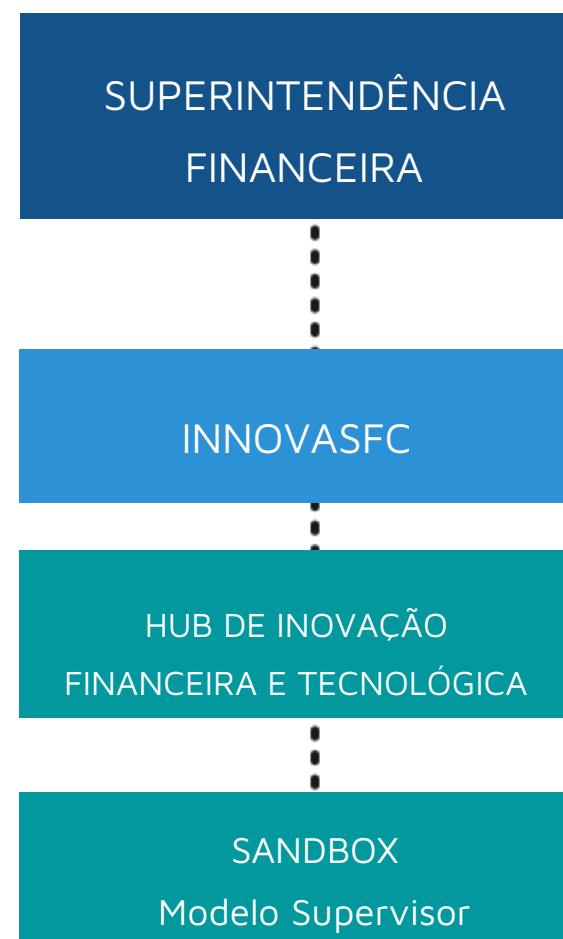 SUPERINTENDÊNCIA
FINANCEIRA
INNOVASFC
HUB DE INOVAÇÃO
FINANCEIRA E TECNOLÓGICA
SANDBOX
Modelo Supervisor